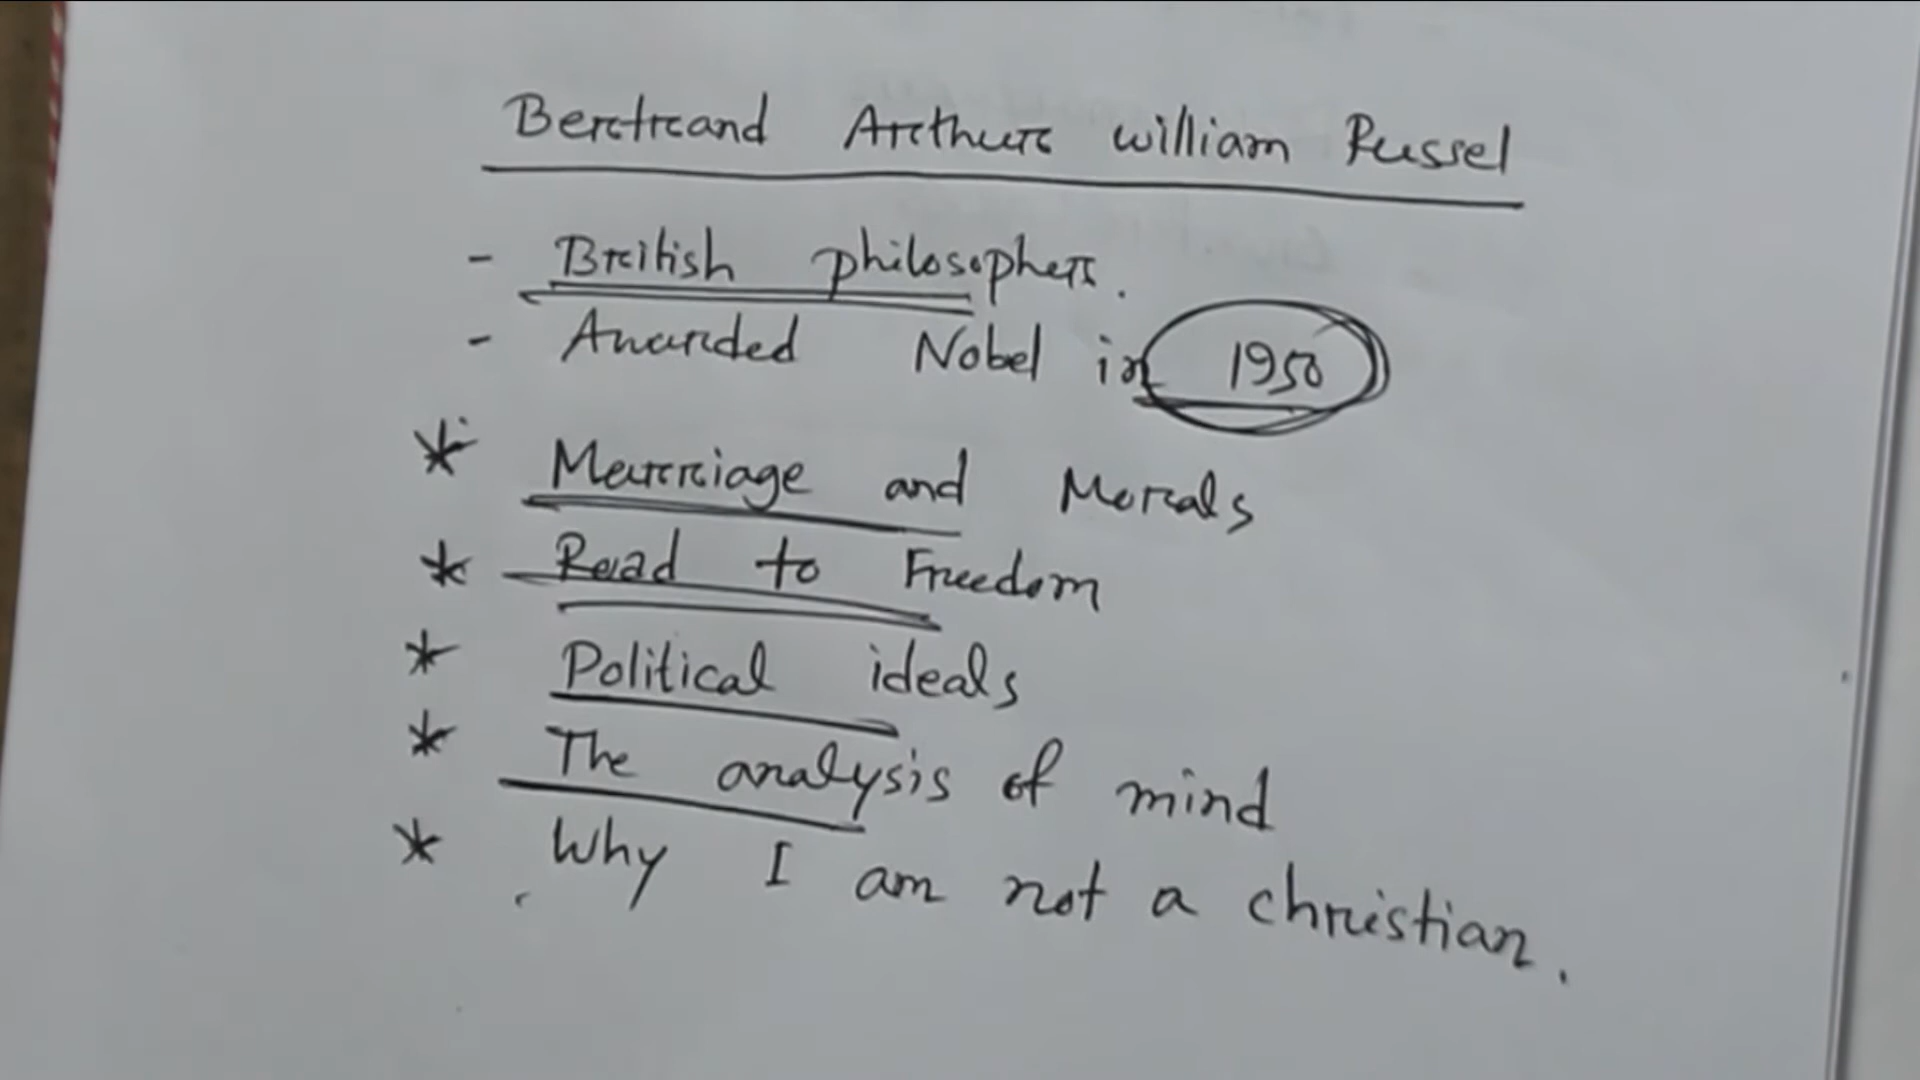 Bertrand Arthur william Russel
- British philosopher.
- Awarded Nobel in 1950
* Marriage and Morals
* Road to Freedom
* Political ideals
* The analysis of mind
* Why I am not a christian.